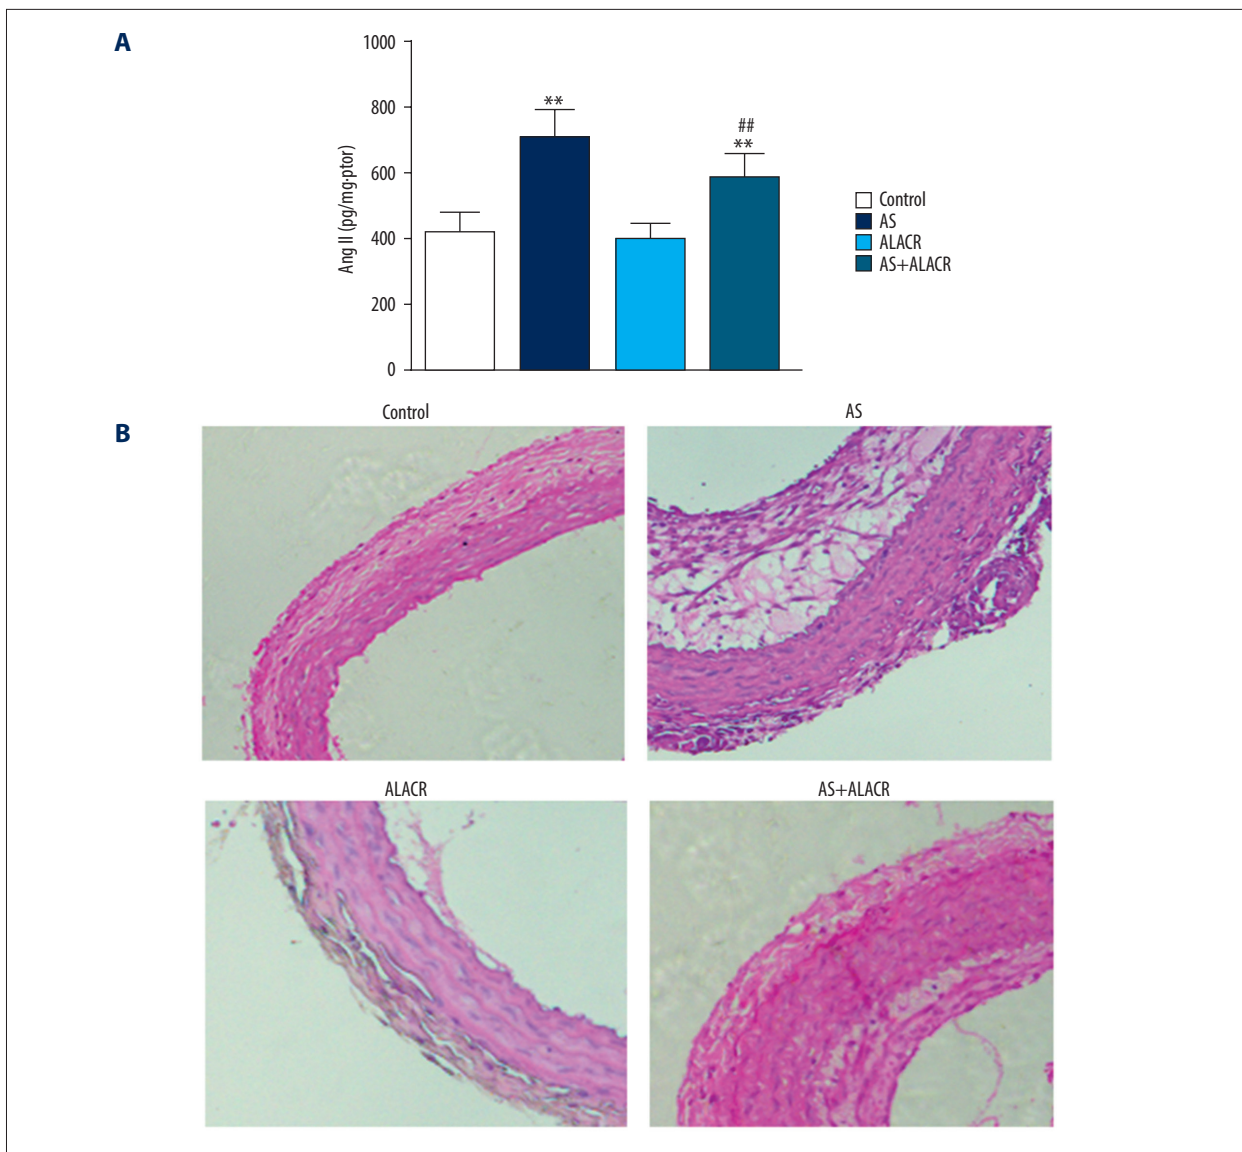 A
1000
800
600
400
200
0
Ang II (pg/mg·ptor)
**
##
**
Control
AS
ALACR
AS+ALACR
B
Control
AS
ALACR
AS+ALACR